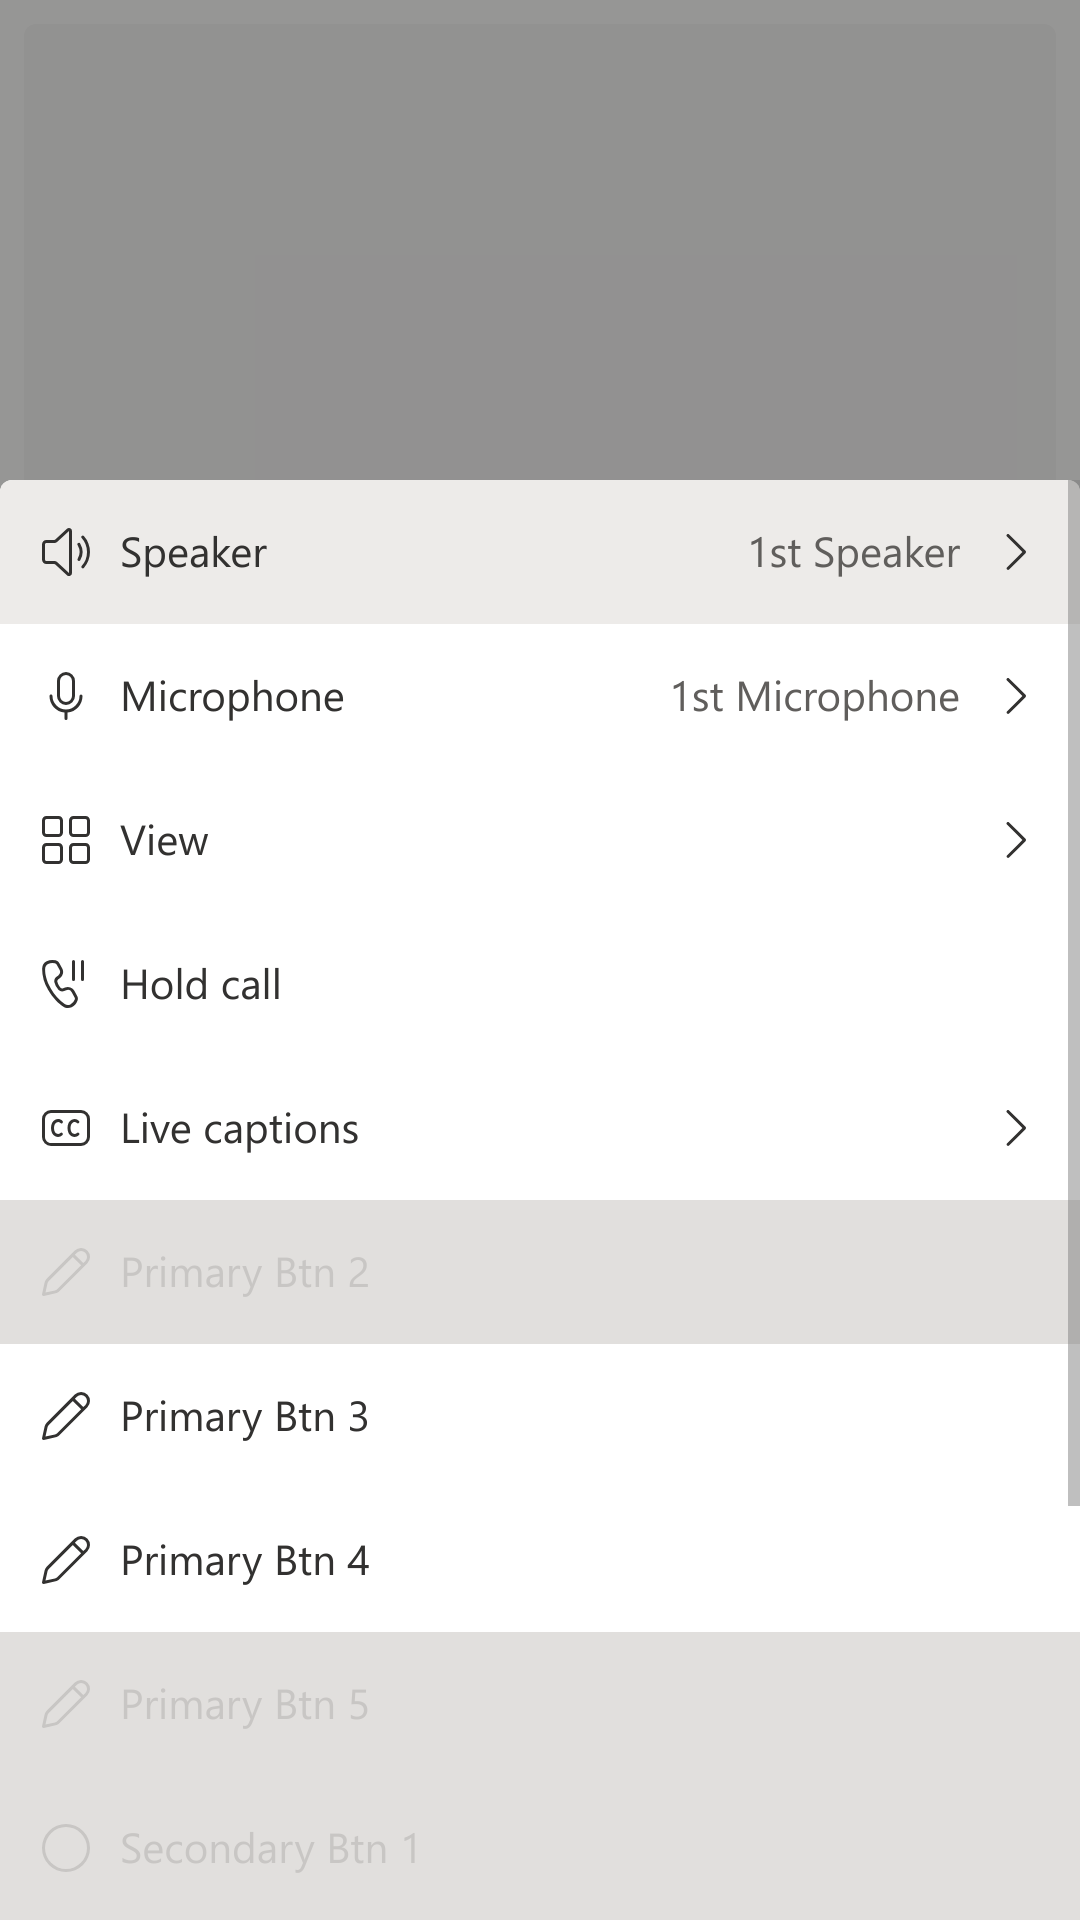 Speaker 1st Speaker
Microphone 1st Microphone
View
Hold call
CC Live captions
Primary Btn 2
Primary Btn 3
Primary Btn 4
Primary Btn 5
Secondary Btn 1